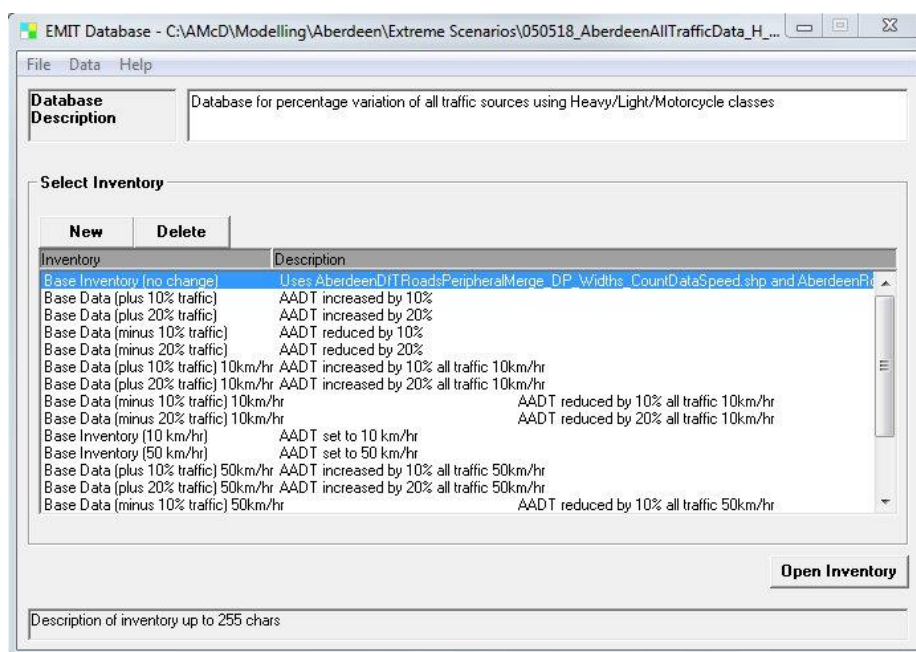 EMIT Database - C:\AMcD\Modelling\Aberdeen\Extreme Scenarios\050518_AberdeenAllTrafficData_H_...
File Data Help
Database Description
Database for percentage variation of all traffic sources using Heavy/Light/Motorcycle classes
Select Inventory
New Delete
Inventory Description
Base Inventory (no change) Uses AberdeenDfTRoadsPeripheralMerge_DP_Widths_CountDataSpeed.shp and AberdeenRo
Base Data (plus 10% traffic) AADT increased by 10%
Base Data (plus 20% traffic) AADT increased by 20%
Base Data (minus 10% traffic) AADT reduced by 10%
Base Data (minus 20% traffic) AADT reduced by 20%
Base Data (plus 10% traffic) 10km/hr AADT increased by 10% all traffic 10km/hr
Base Data (plus 20% traffic) 10km/hr AADT increased by 20% all traffic 10km/hr
Base Data (minus 10% traffic) 10km/hr AADT reduced by 10% all traffic 10km/hr
Base Data (minus 20% traffic) 10km/hr AADT reduced by 20% all traffic 10km/hr
Base Inventory (10 km/hr) AADT set to 10 km/hr
Base Inventory (50 km/hr) AADT set to 50 km/hr
Base Data (plus 10% traffic) 50km/hr AADT increased by 10% all traffic 50km/hr
Base Data (plus 20% traffic) 50km/hr AADT increased by 20% all traffic 50km/hr
Base Data (minus 10% traffic) 50km/hr AADT reduced by 10% all traffic 50km/hr
Open Inventory
Description of inventory up to 255 chars